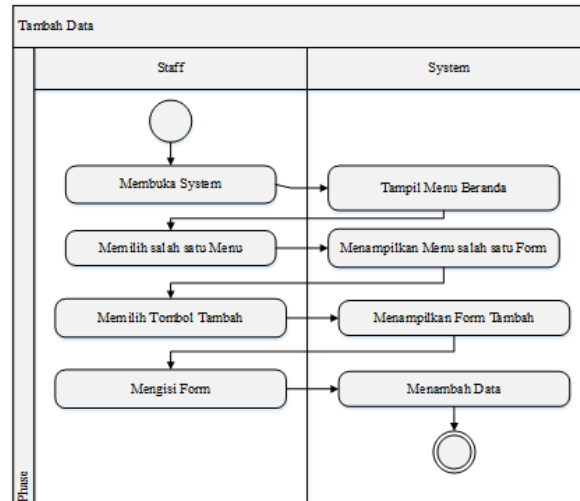 Tambah Data
Staff
System
Membuka System
Tampil Menu Beranda
Memilih salah satu Menu
Menampilkan Menu salah satu Form
Memilih Tombol Tambah
Menampilkan Form Tambah
Mengisi Form
Menambah Data
Phase